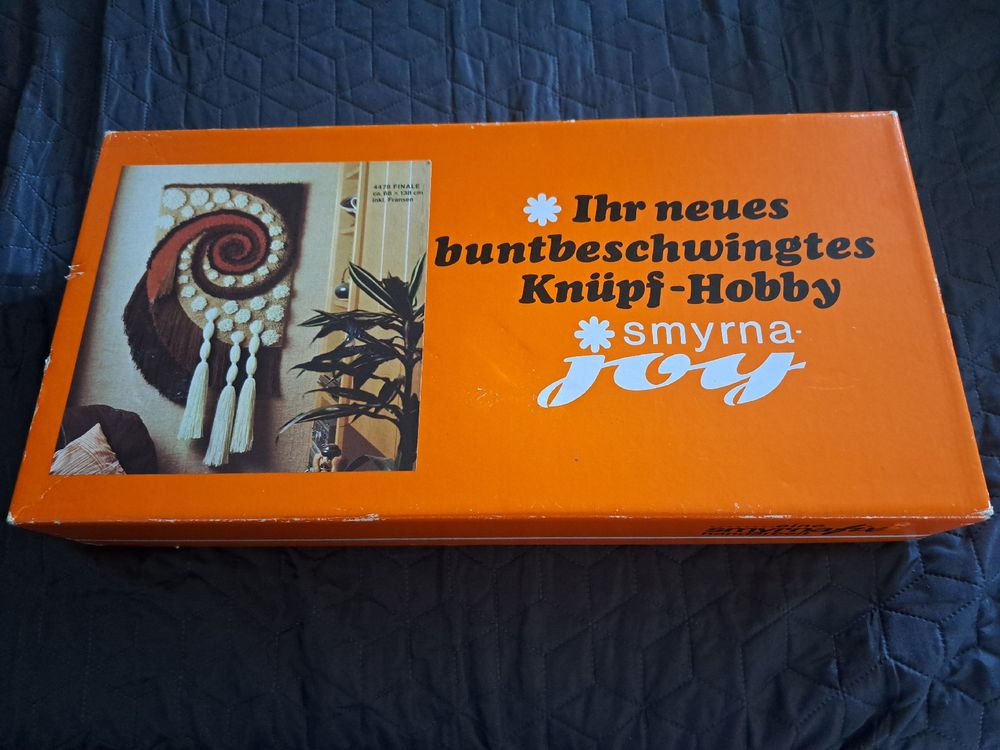 4478 FINALE
ca. 68 x 138 cm
inkl. Fransen
Ihr neues
buntbeschwingtes
Knüpf-Hobby
smyrna-
joy